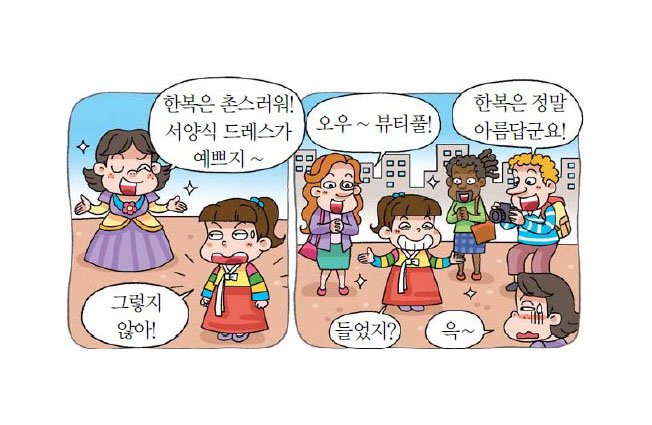 한복은 촌스러워!
서양식 드레스가
예쁘지 ~
그렇지
않아!
오우 ~ 뷰티풀!
한복은 정말
아름답군요!
들었지?
윽~